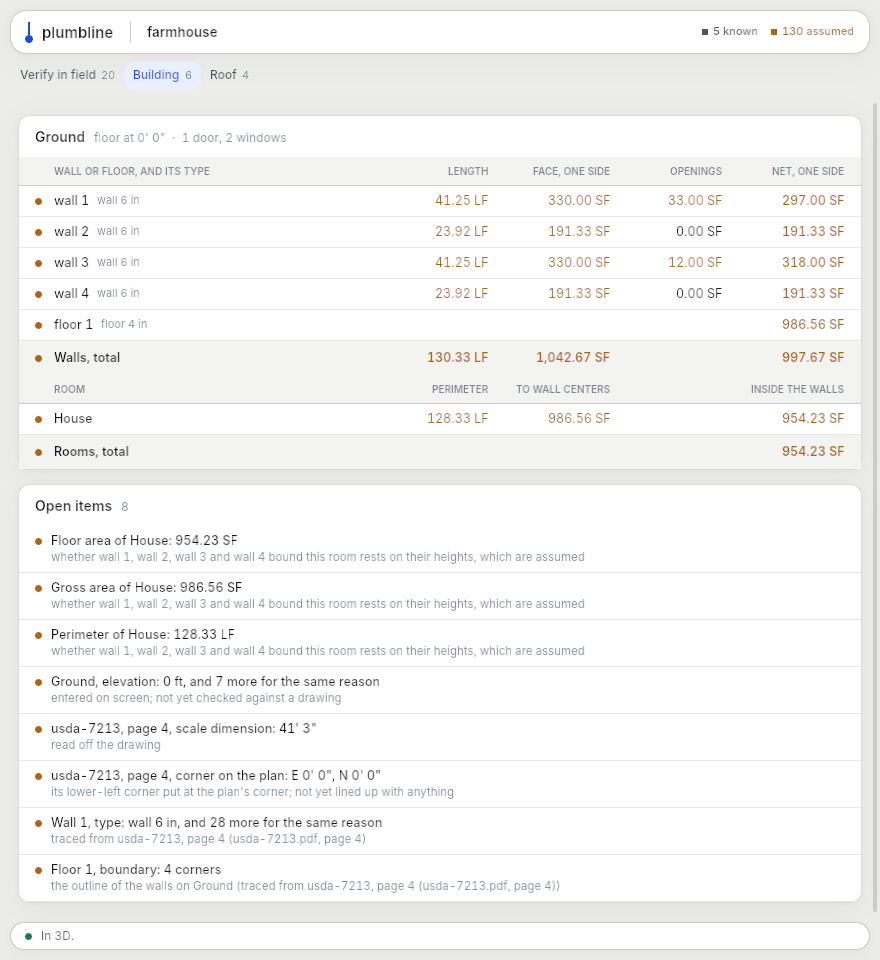 plumbline farmhouse 5 known 130 assumed
Verify in field 20 Building 6 Roof 4
Ground floor at 0' 0" · 1 door, 2 windows
WALL OR FLOOR, AND ITS TYPE LENGTH FACE, ONE SIDE OPENINGS NET, ONE SIDE
wall 1 wall 6 in 41.25 LF 330.00 SF 33.00 SF 297.00 SF
wall 2 wall 6 in 23.92 LF 191.33 SF 0.00 SF 191.33 SF
wall 3 wall 6 in 41.25 LF 330.00 SF 12.00 SF 318.00 SF
wall 4 wall 6 in 23.92 LF 191.33 SF 0.00 SF 191.33 SF
floor 1 floor 4 in 986.56 SF
Walls, total 130.33 LF 1,042.67 SF 997.67 SF
ROOM PERIMETER TO WALL CENTERS INSIDE THE WALLS
House 128.33 LF 986.56 SF 954.23 SF
Rooms, total 954.23 SF
Open items 8
Floor area of House: 954.23 SF
whether wall 1, wall 2, wall 3 and wall 4 bound this room rests on their heights, which are assumed
Gross area of House: 986.56 SF
whether wall 1, wall 2, wall 3 and wall 4 bound this room rests on their heights, which are assumed
Perimeter of House: 128.33 LF
whether wall 1, wall 2, wall 3 and wall 4 bound this room rests on their heights, which are assumed
Ground, elevation: 0 ft, and 7 more for the same reason
entered on screen; not yet checked against a drawing
usda-7213, page 4, scale dimension: 41' 3"
read off the drawing
usda-7213, page 4, corner on the plan: E 0' 0", N 0' 0"
its lower-left corner put at the plan's corner; not yet lined up with anything
Wall 1, type: wall 6 in, and 28 more for the same reason
traced from usda-7213, page 4 (usda-7213.pdf, page 4)
Floor 1, boundary: 4 corners
the outline of the walls on Ground (traced from usda-7213, page 4 (usda-7213.pdf, page 4))
In 3D.